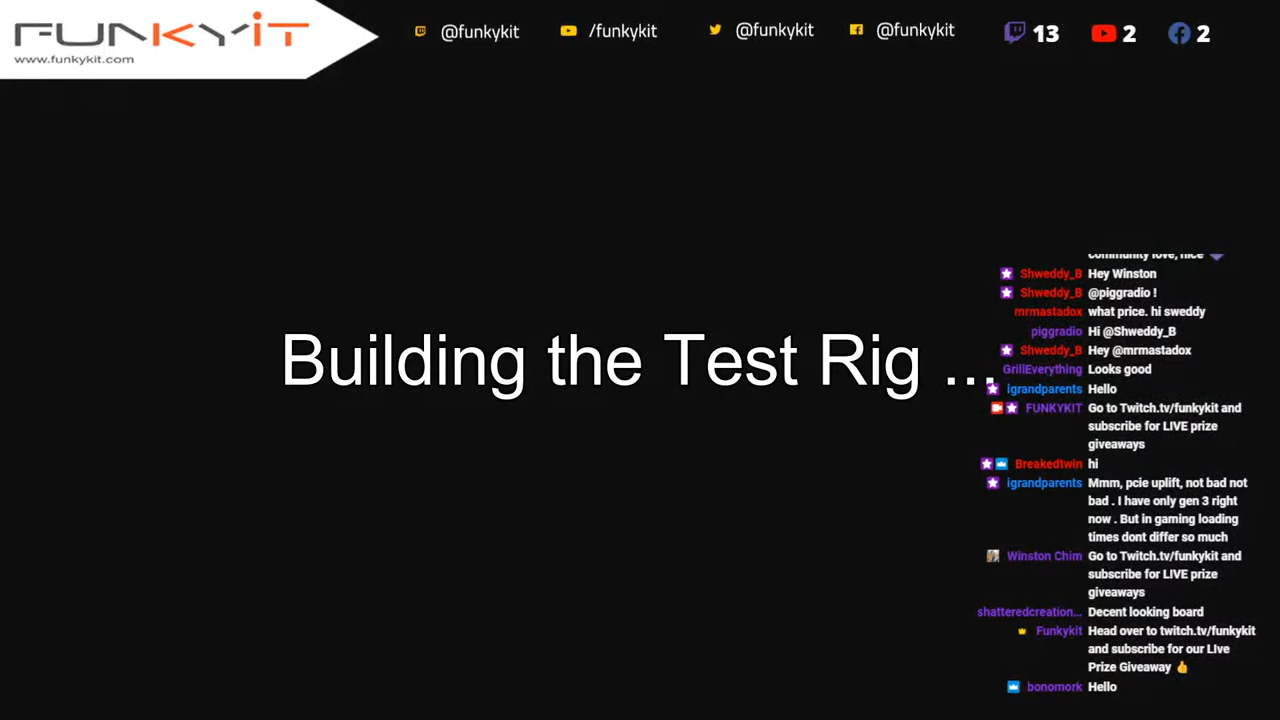 FUNKYKIT
www.funkykit.com
@funkykit /funkykit @funkykit @funkykit 13 2 2
community love, nice
Shweddy_B Hey Winston
Shweddy_B @piggradio !
mrmastadox what price. hi sweddy
piggradio Hi @Shweddy_B
Shweddy_B Hey @mrmastadox
Building the Test Rig ...
GrillEverything Looks good
igrandparents Hello
FUNKYKIT Go to Twitch.tv/funkykit and
subscribe for LIVE prize
giveaways
Breakedtwin hi
igrandparents Mmm, pcie uplift, not bad not
bad . I have only gen 3 right
now . But in gaming loading
times dont differ so much
Winston Chim Go to Twitch.tv/funkykit and
subscribe for LIVE prize
giveaways
shatteredcreation... Decent looking board
Funkykit Head over to twitch.tv/funkykit
and subscribe for our LIve
Prize Giveaway 👍
bonomork Hello